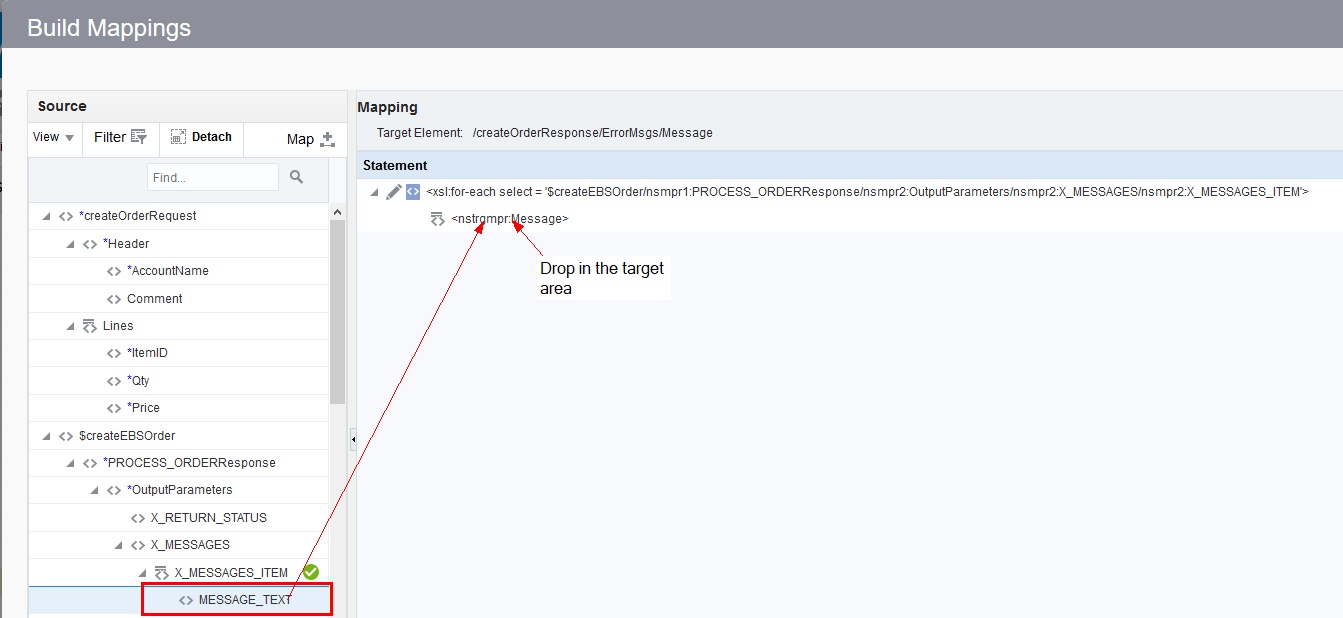 Build Mappings
Source
View Filter Detach Map
Find...
*createOrderRequest
*Header
*AccountName
Comment
Lines
*ItemID
*Qty
*Price
$createEBSOrder
*PROCESS_ORDERResponse
*OutputParameters
X_RETURN_STATUS
X_MESSAGES
X_MESSAGES_ITEM
MESSAGE_TEXT
Mapping
Target Element: /createOrderResponse/ErrorMsgs/Message
Statement
<xsl:for-each select = '$createEBSOrder/nsmpr1:PROCESS_ORDERResponse/nsmpr2:OutputParameters/nsmpr2:X_MESSAGES/nsmpr2:X_MESSAGES_ITEM'>
<nstrgmpr:Message>
Drop in the target
area